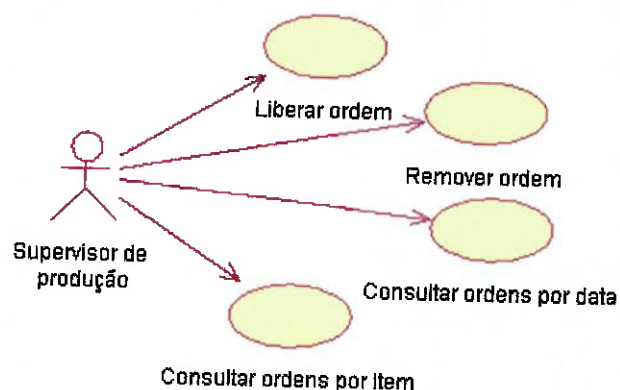 Liberar ordem
Remover ordem
Supervisor de
produção
Consultar ordens por data
Consultar ordens por item